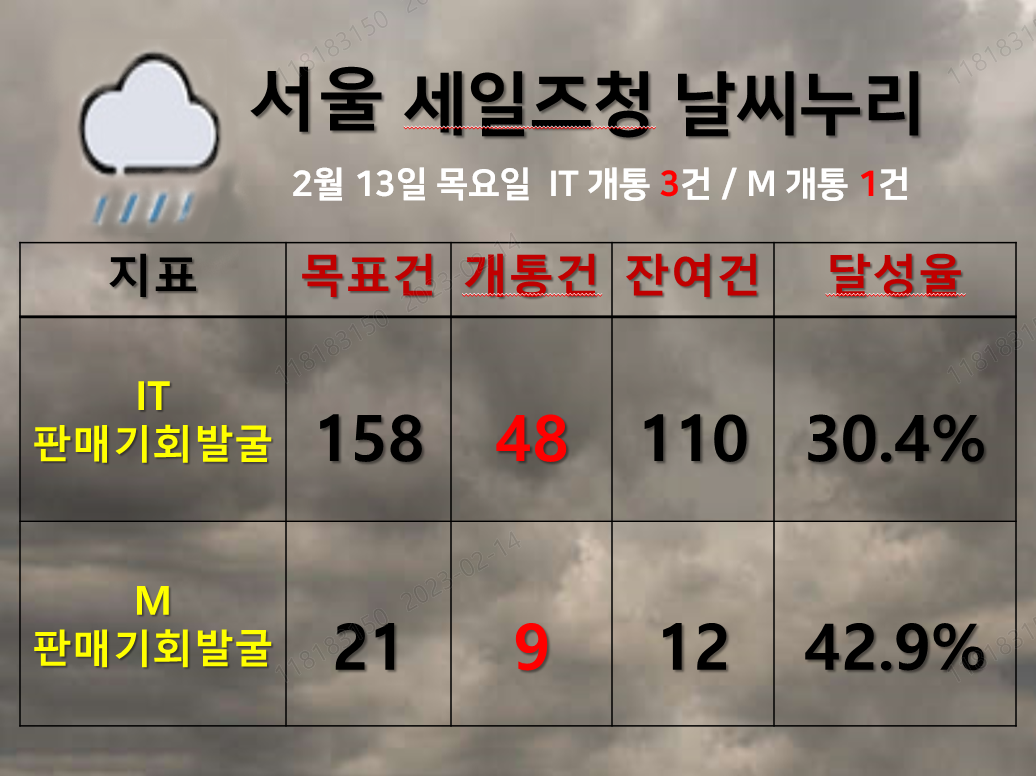 서울 세일즈청 날씨누리
2월 13일 목요일 IT 개통 3건 / M 개통 1건
지표 목표건 개통건 잔여건 달성율
IT
판매기회발굴 158 48 110 30.4%
M
판매기회발굴 21 9 12 42.9%
118183150 2023-02-14